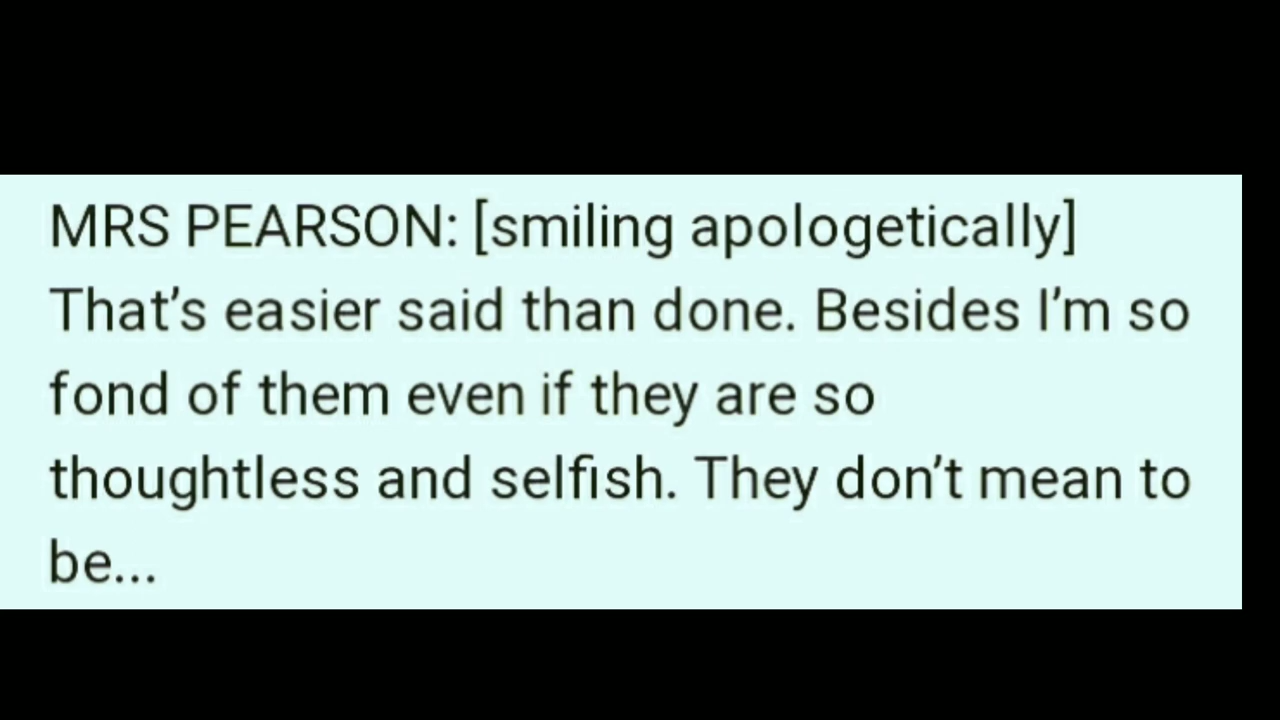 MRS PEARSON: [smiling apologetically]
That’s easier said than done. Besides I’m so
fond of them even if they are so
thoughtless and selfish. They don’t mean to
be...